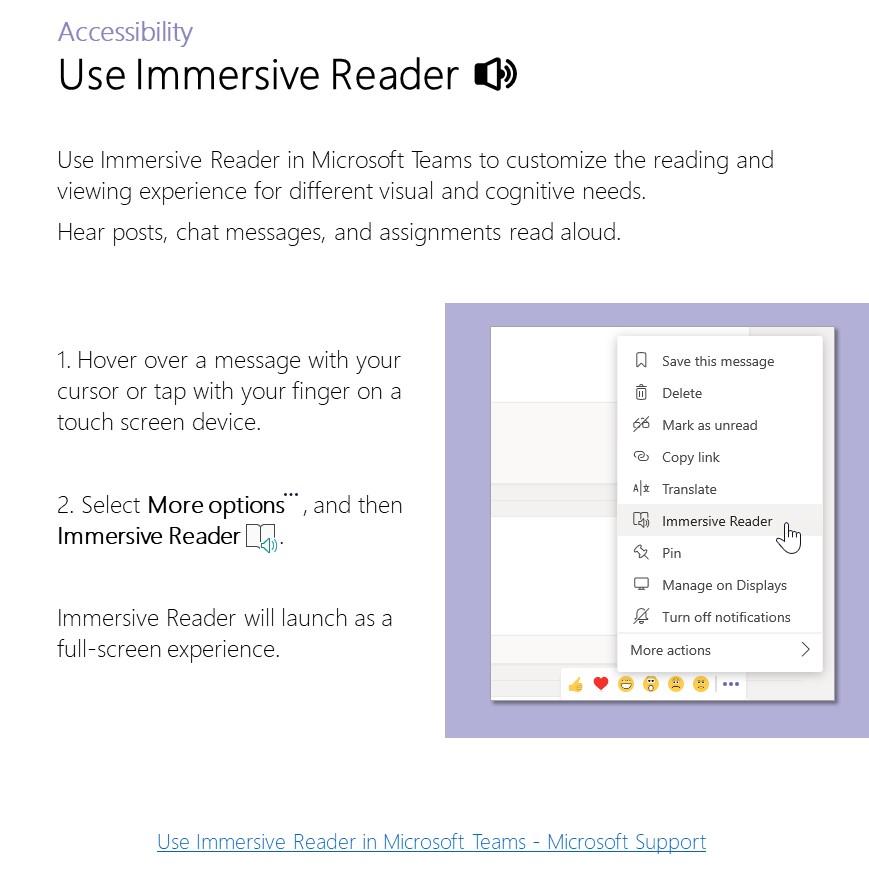 Accessibility
Use Immersive Reader
Use Immersive Reader in Microsoft Teams to customize the reading and
viewing experience for different visual and cognitive needs.
Hear posts, chat messages, and assignments read aloud.
1. Hover over a message with your
cursor or tap with your finger on a
touch screen device.
2. Select More options... , and then
Immersive Reader .
Immersive Reader will launch as a
full-screen experience.
Save this message
Delete
Mark as unread
Copy link
Translate
Immersive Reader
Pin
Manage on Displays
Turn off notifications
More actions
Use Immersive Reader in Microsoft Teams - Microsoft Support